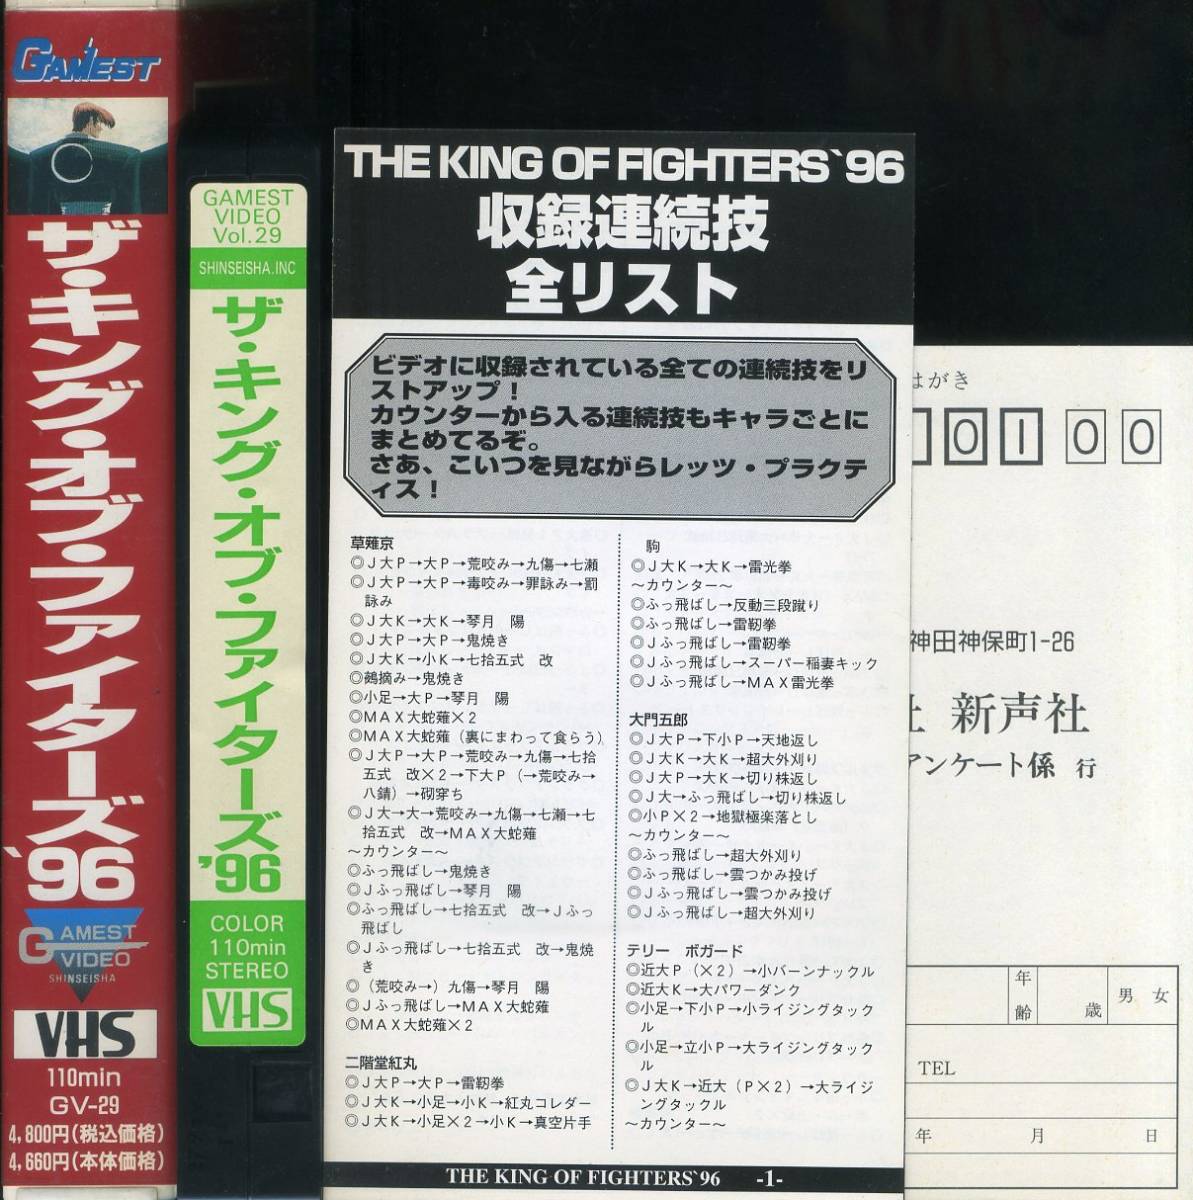 GAMEST
ザ・キング・オブ・ファイターズ'96
GAMEST
VIDEO
SHINSEISHA
VHS
110min
GV-29
4,800円(税込価格)
4,660円(本体価格)
GAMEST
VIDEO
Vol.29
SHINSEISHA.INC
ザ・キング・オブ・ファイターズ'96
COLOR
110min
STEREO
VHS
THE KING OF FIGHTERS`96
収録連続技
全リスト
ビデオに収録されている全ての連続技をリ
ストアップ!
カウンターから入る連続技もキャラごとに
まとめてるぞ。
さあ、こいつを見ながらレッツ・プラクテ
ィス!
草薙京
◎J大P→大P→荒咬み→九傷→七瀬
◎J大P→大P→毒咬み→罪詠み→罰
詠み
◎J大K→大K→琴月 陽
◎J大P→大P→鬼焼き
◎J大K→小K→七拾五式 改
◎鵺摘み→鬼焼き
◎小足→大P→琴月 陽
◎MAX大蛇薙×2
◎MAX大蛇薙(裏にまわって食らう)
◎J大P→大P→荒咬み→九傷→七拾
五式 改×2→下大P(→荒咬み→
八錆)→砌穿ち
◎J大→大→荒咬み→九傷→七瀬→七
拾五式 改→MAX大蛇薙
〜カウンター〜
◎ふっ飛ばし→鬼焼き
◎Jふっ飛ばし→琴月 陽
◎ふっ飛ばし→七拾五式 改→Jふっ
飛ばし
◎Jふっ飛ばし→七拾五式 改→鬼焼
き
◎(荒咬み→)九傷→琴月 陽
◎Jふっ飛ばし→MAX大蛇薙
◎MAX大蛇薙×2
二階堂紅丸
◎J大P→大P→雷靭拳
◎J大K→小足→小K→紅丸コレダー
◎J大K→小足×2→小K→真空片手
駒
◎J大K→大K→雷光拳
〜カウンター〜
◎ふっ飛ばし→反動三段蹴り
◎ふっ飛ばし→雷靭拳
◎Jふっ飛ばし→雷靭拳
◎Jふっ飛ばし→スーパー稲妻キック
◎Jふっ飛ばし→MAX雷光拳
大門五郎
◎J大P→下小P→天地返し
◎J大K→大K→超大外刈り
◎J大P→大K→切り株返し
◎J大→ふっ飛ばし→切り株返し
◎小P×2→地獄極楽落とし
〜カウンター〜
◎ふっ飛ばし→超大外刈り
◎ふっ飛ばし→雲つかみ投げ
◎Jふっ飛ばし→雲つかみ投げ
◎Jふっ飛ばし→超大外刈り
テリー ボガード
◎近大P(×2)→小バーンナックル
◎近大K→大パワーダンク
◎小足→下小P→小ライジングタック
ル
◎小足→立小P→大ライジングタック
ル
◎J大K→近大(P×2)→大ライジ
ングタックル
〜カウンター〜
THE KING OF FIGHTERS`96 -1-
はがき
0 1 0 0
神田神保町1-26
社 新声社
アンケート係 行
年齢
歳
男 女
TEL
年 月 日